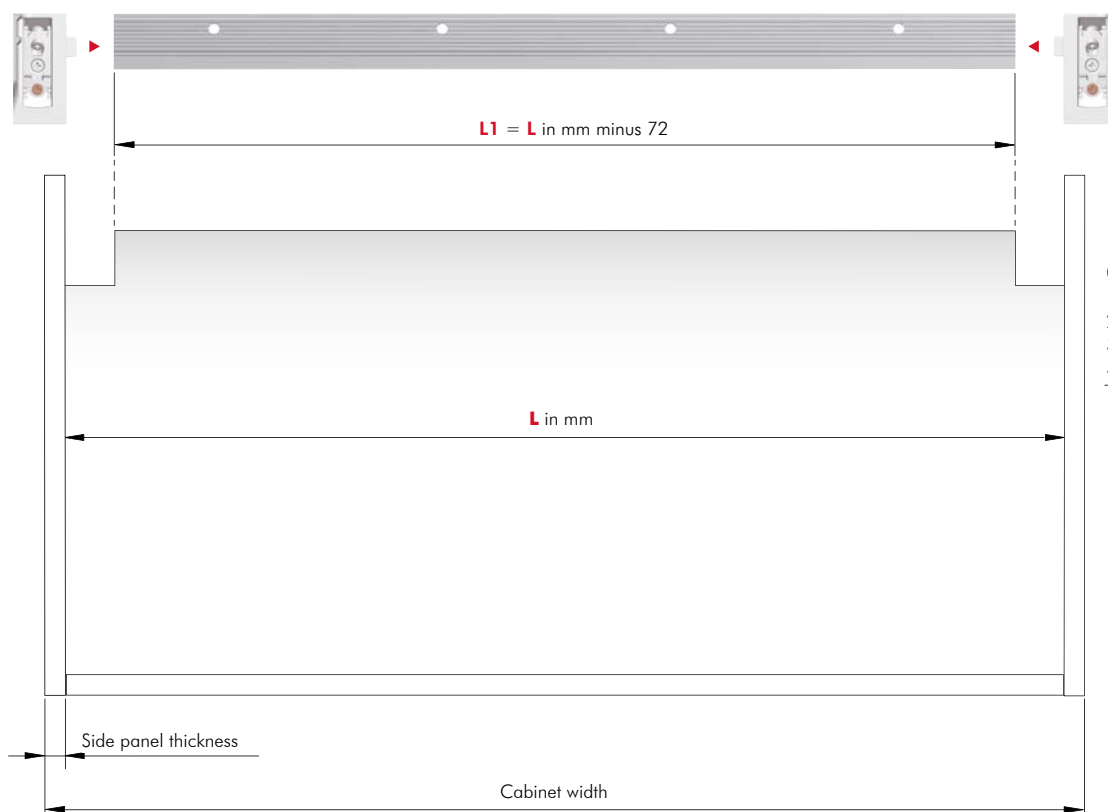 L1 = L in mm minus 72
L in mm
Side panel thickness
Cabinet width